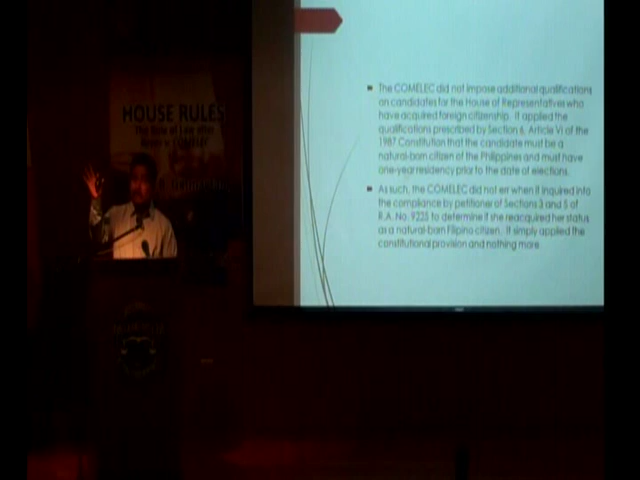 HOUSE RULES
The Rule of Law after
The COMELEC did not impose additional qualifications
on candidates for the House of Representatives who
have acquired foreign citizenship. It applied the
qualifications prescribed by Section 6, Article VI of the
1987 Constitution that the candidate must be a
natural-born citizen of the Philippines and must have
one-year residency prior to the date of elections.
As such, the COMELEC did not err when it inquired into
the compliance by petitioner of Sections 3 and 5 of
R.A. No. 9225 to determine if she reacquired her status
as a natural-born Filipino citizen. It simply applied the
constitutional provision and nothing more.